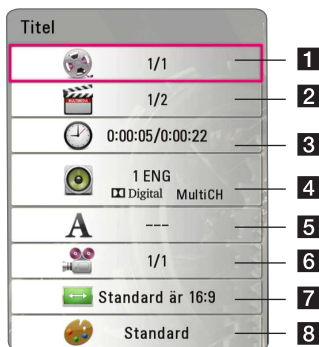 Titel
1/1
1
MULTIMEDIA
1/2
2
0:00:05/0:00:22
3
1 ENG
Digital MultiCH
4
A
---
5
1/1
6
Standard är 16:9
7
Standard
8